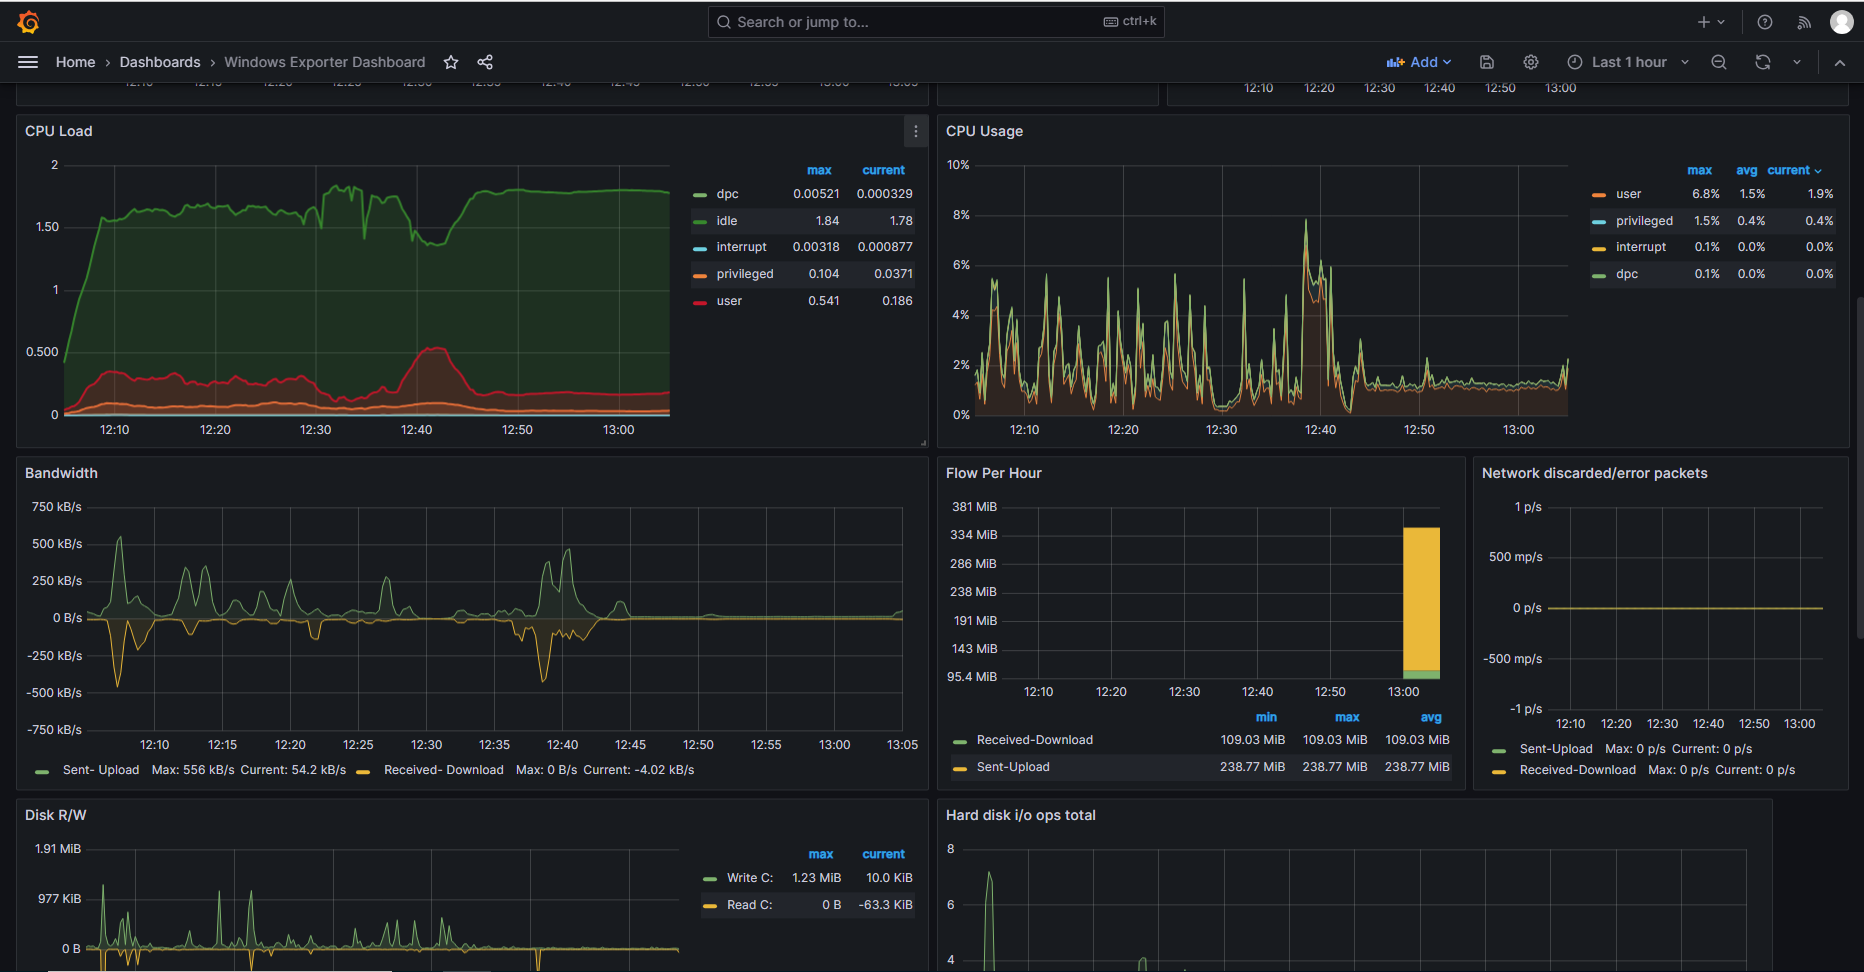 Search or jump to... ctrl+k
Home › Dashboards › Windows Exporter Dashboard Add Last 1 hour
12:10 12:20 12:30 12:40 12:50 13:00
CPU Load
2
1.50
1
0.500
0
12:10 12:20 12:30 12:40 12:50 13:00
max current
dpc 0.00521 0.000329
idle 1.84 1.78
interrupt 0.00318 0.000877
privileged 0.104 0.0371
user 0.541 0.186
CPU Usage
10%
8%
6%
4%
2%
0%
12:10 12:20 12:30 12:40 12:50 13:00
max avg current
user 6.8% 1.5% 1.9%
privileged 1.5% 0.4% 0.4%
interrupt 0.1% 0.0% 0.0%
dpc 0.1% 0.0% 0.0%
Bandwidth
750 kB/s
500 kB/s
250 kB/s
0 B/s
-250 kB/s
-500 kB/s
-750 kB/s
12:10 12:15 12:20 12:25 12:30 12:35 12:40 12:45 12:50 12:55 13:00 13:05
Sent- Upload Max: 556 kB/s Current: 54.2 kB/s Received- Download Max: 0 B/s Current: -4.02 kB/s
Flow Per Hour
381 MiB
334 MiB
286 MiB
238 MiB
191 MiB
143 MiB
95.4 MiB
12:10 12:20 12:30 12:40 12:50 13:00
min max avg
Received-Download 109.03 MiB 109.03 MiB 109.03 MiB
Sent-Upload 238.77 MiB 238.77 MiB 238.77 MiB
Network discarded/error packets
1 p/s
500 mp/s
0 p/s
-500 mp/s
-1 p/s
12:10 12:20 12:30 12:40 12:50 13:00
Sent-Upload Max: 0 p/s Current: 0 p/s
Received-Download Max: 0 p/s Current: 0 p/s
Disk R/W
1.91 MiB
977 KiB
0 B
max current
Write C: 1.23 MiB 10.0 KiB
Read C: 0 B -63.3 KiB
Hard disk i/o ops total
8
6
4